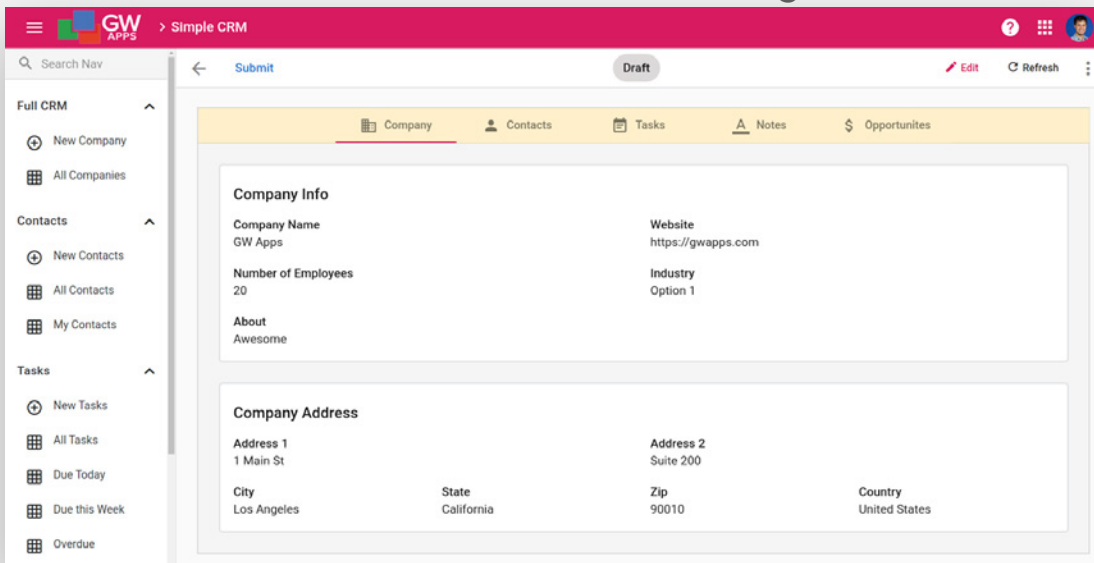 GW
APPS
> Simple CRM
Search Nav
Submit
Draft
Edit
Refresh
Full CRM
New Company
All Companies
Contacts
New Contacts
All Contacts
My Contacts
Tasks
New Tasks
All Tasks
Due Today
Due this Week
Overdue
Company
Contacts
Tasks
A Notes
$ Opportunites
Company Info
Company Name
GW Apps
Website
https://gwapps.com
Number of Employees
20
Industry
Option 1
About
Awesome
Company Address
Address 1
1 Main St
Address 2
Suite 200
City
Los Angeles
State
California
Zip
90010
Country
United States